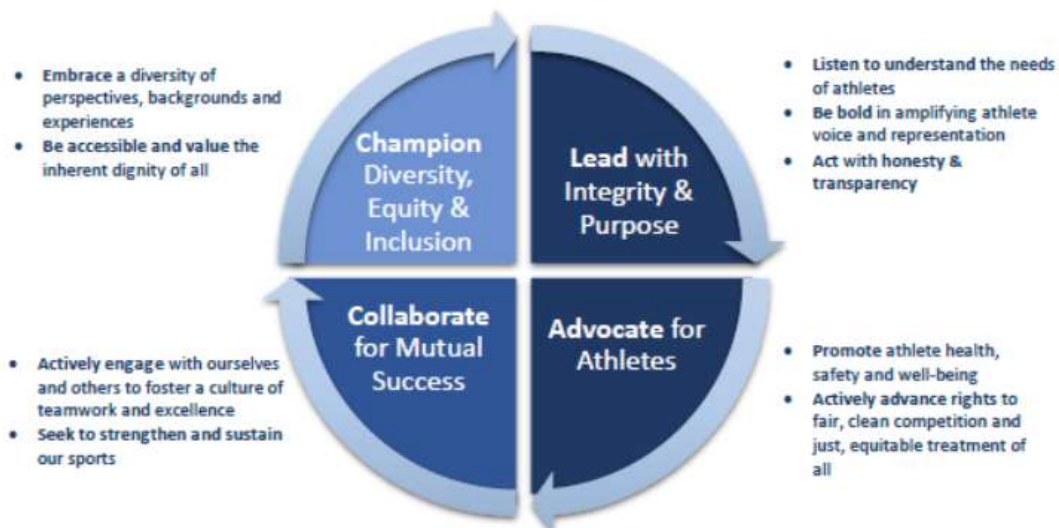 Champion
Diversity,
Equity &
Inclusion
• Embrace a diversity of
perspectives, backgrounds and
experiences
• Be accessible and value the
inherent dignity of all
Lead with
Integrity &
Purpose
• Listen to understand the needs
of athletes
• Be bold in amplifying athlete
voice and representation
• Act with honesty &
transparency
Collaborate
for Mutual
Success
• Actively engage with ourselves
and others to foster a culture of
teamwork and excellence
• Seek to strengthen and sustain
our sports
Advocate for
Athletes
• Promote athlete health,
safety and well-being
• Actively advance rights to
fair, clean competition and
just, equitable treatment of
all